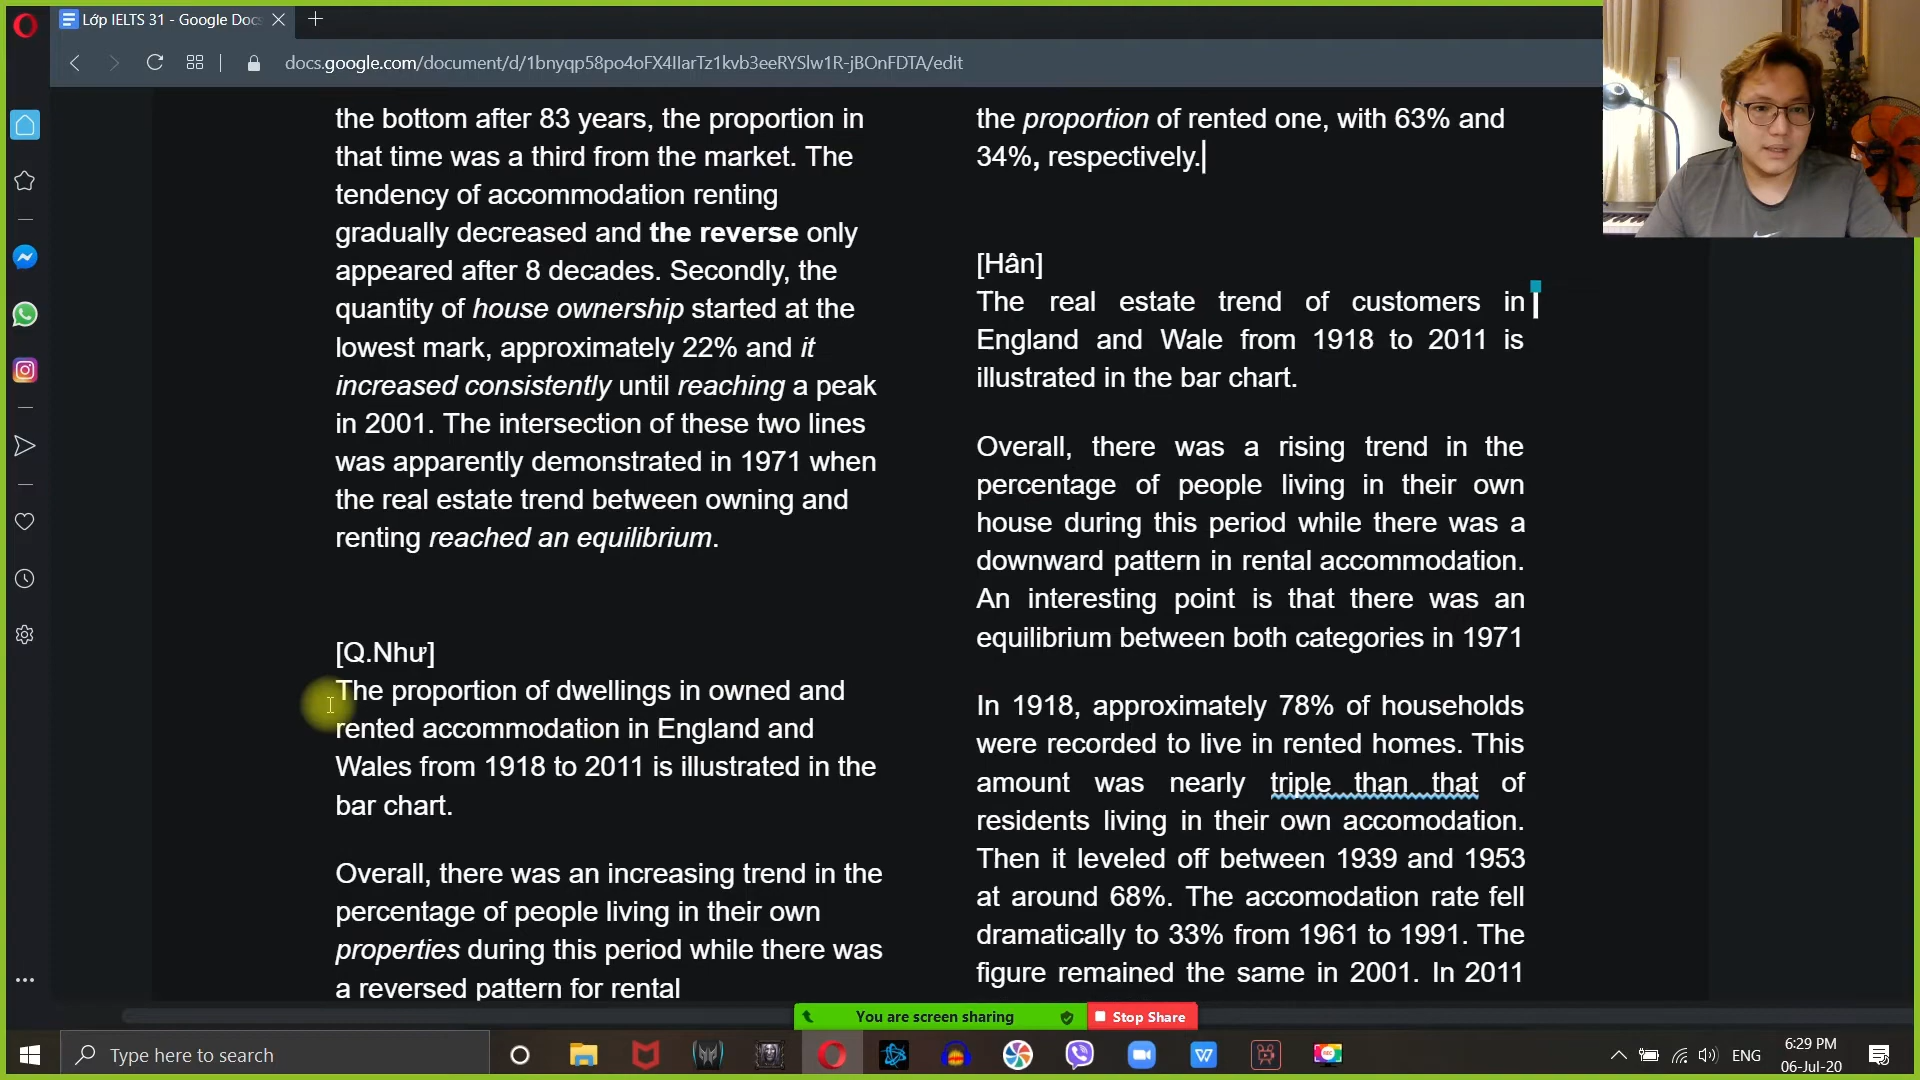 Lớp IELTS 31 - Google Doc
docs.google.com/document/d/1bnyqp58po4oFX4IIarTz1kvb3eeRYSlw1R-jBOnFDTA/edit
the bottom after 83 years, the proportion in
that time was a third from the market. The
tendency of accommodation renting
gradually decreased and the reverse only
appeared after 8 decades. Secondly, the
quantity of house ownership started at the
lowest mark, approximately 22% and it
increased consistently until reaching a peak
in 2001. The intersection of these two lines
was apparently demonstrated in 1971 when
the real estate trend between owning and
renting reached an equilibrium.
[Q.Như]
The proportion of dwellings in owned and
rented accommodation in England and
Wales from 1918 to 2011 is illustrated in the
bar chart.
Overall, there was an increasing trend in the
percentage of people living in their own
properties during this period while there was
a reversed pattern for rental
the proportion of rented one, with 63% and
34%, respectively.
[Hân]
The real estate trend of customers in
England and Wale from 1918 to 2011 is
illustrated in the bar chart.
Overall, there was a rising trend in the
percentage of people living in their own
house during this period while there was a
downward pattern in rental accommodation.
An interesting point is that there was an
equilibrium between both categories in 1971
In 1918, approximately 78% of households
were recorded to live in rented homes. This
amount was nearly triple than that of
residents living in their own accomodation.
Then it leveled off between 1939 and 1953
at around 68%. The accomodation rate fell
dramatically to 33% from 1961 to 1991. The
figure remained the same in 2001. In 2011
You are screen sharing
Stop Share
Type here to search
ENG
6:29 PM
06-Jul-20